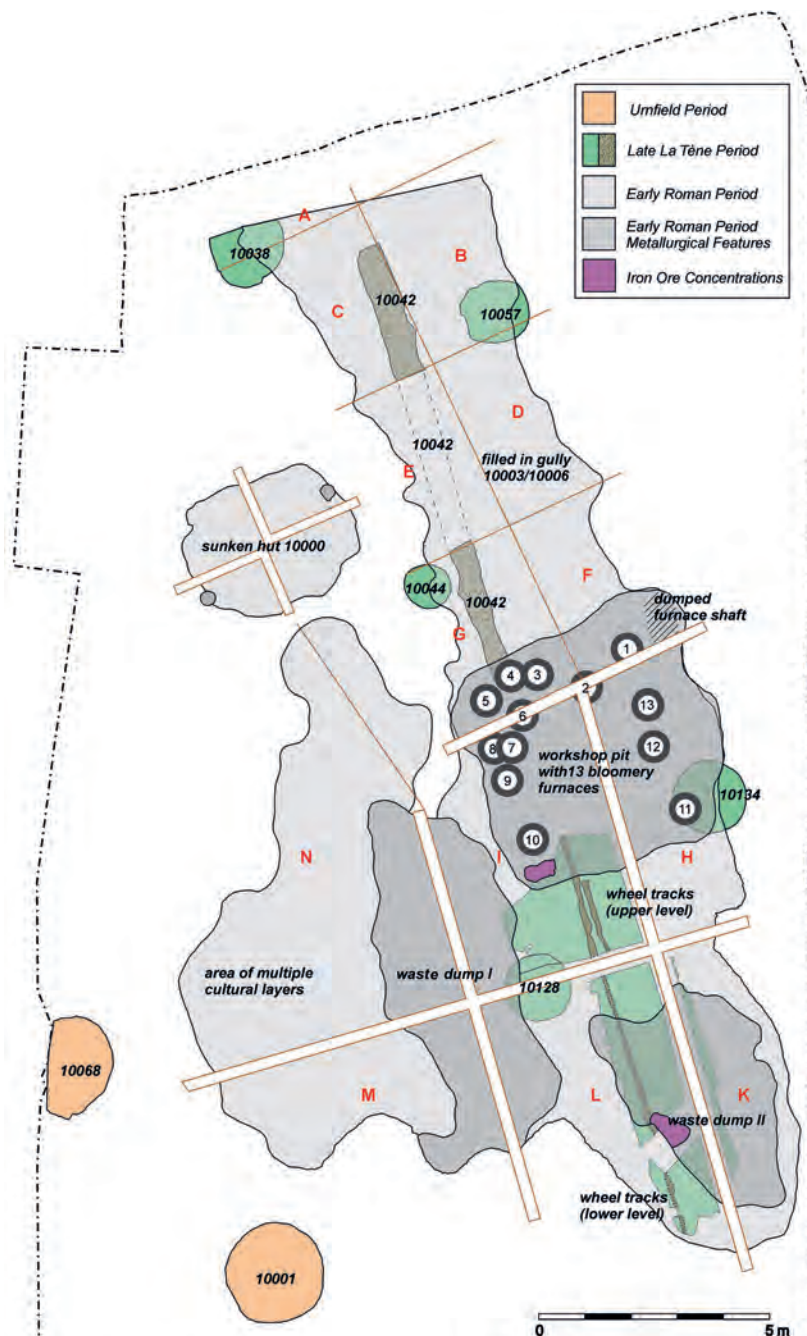 Urnfield Period
Late La Tène Period
Early Roman Period
Early Roman Period
Metallurgical Features
Iron Ore Concentrations
A
10038
B
10042
C
10057
D
10042
E
filled in gully
10003/10006
sunken hut 10000
10044
10042
F
G
dumped
furnace shaft
1
4
3
2
5
13
6
8
7
12
workshop pit
with13 bloomery
furnaces
9
10134
11
10
N
I
H
wheel tracks
(upper level)
area of multiple
cultural layers
waste dump I
10128
10068
M
L
K
waste dump II
wheel tracks
(lower level)
10001
0
5 m